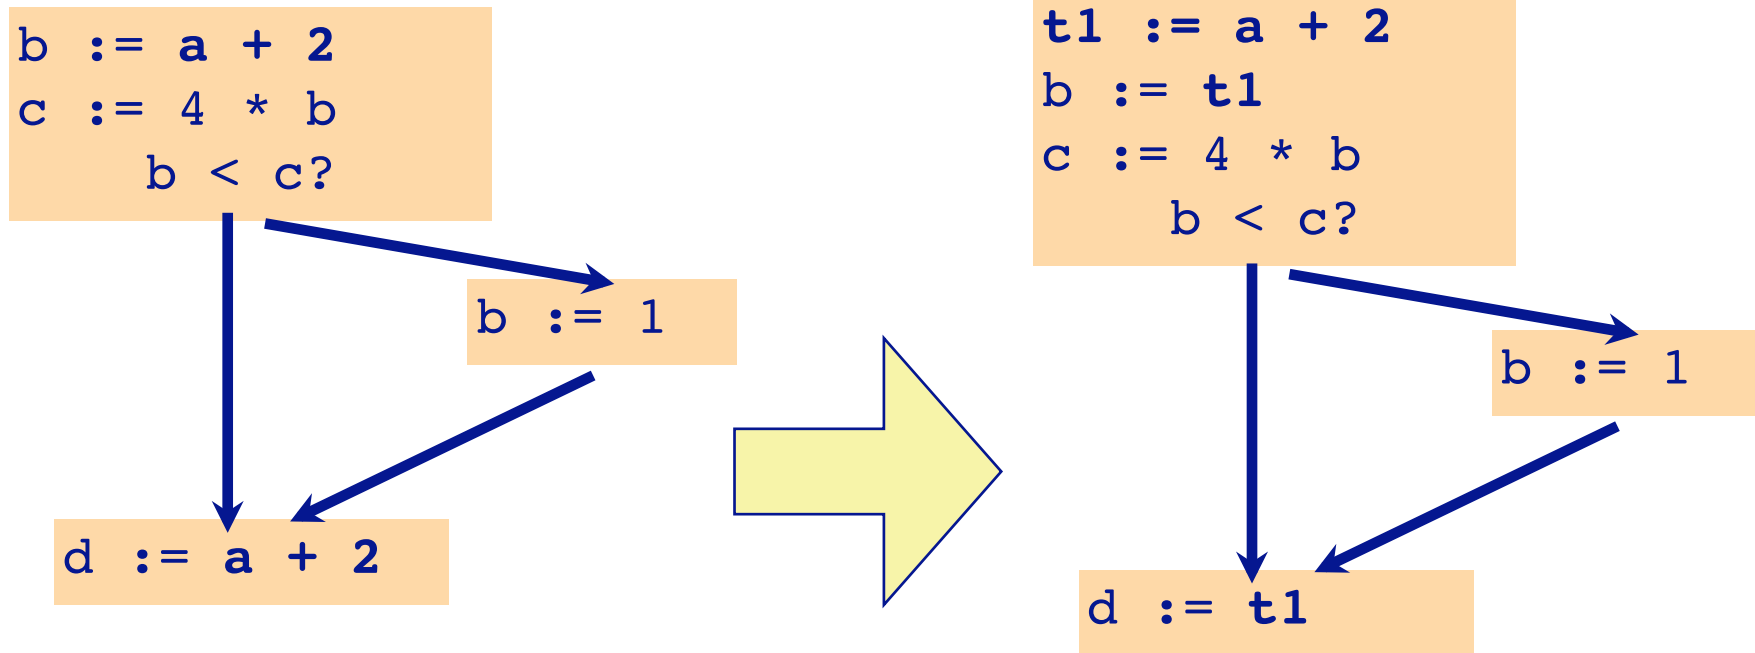 b := a + 2
c := 4 * b
b < c?
b := 1
d := a + 2
t1 := a + 2
b := t1
c := 4 * b
b < c?
b := 1
d := t1